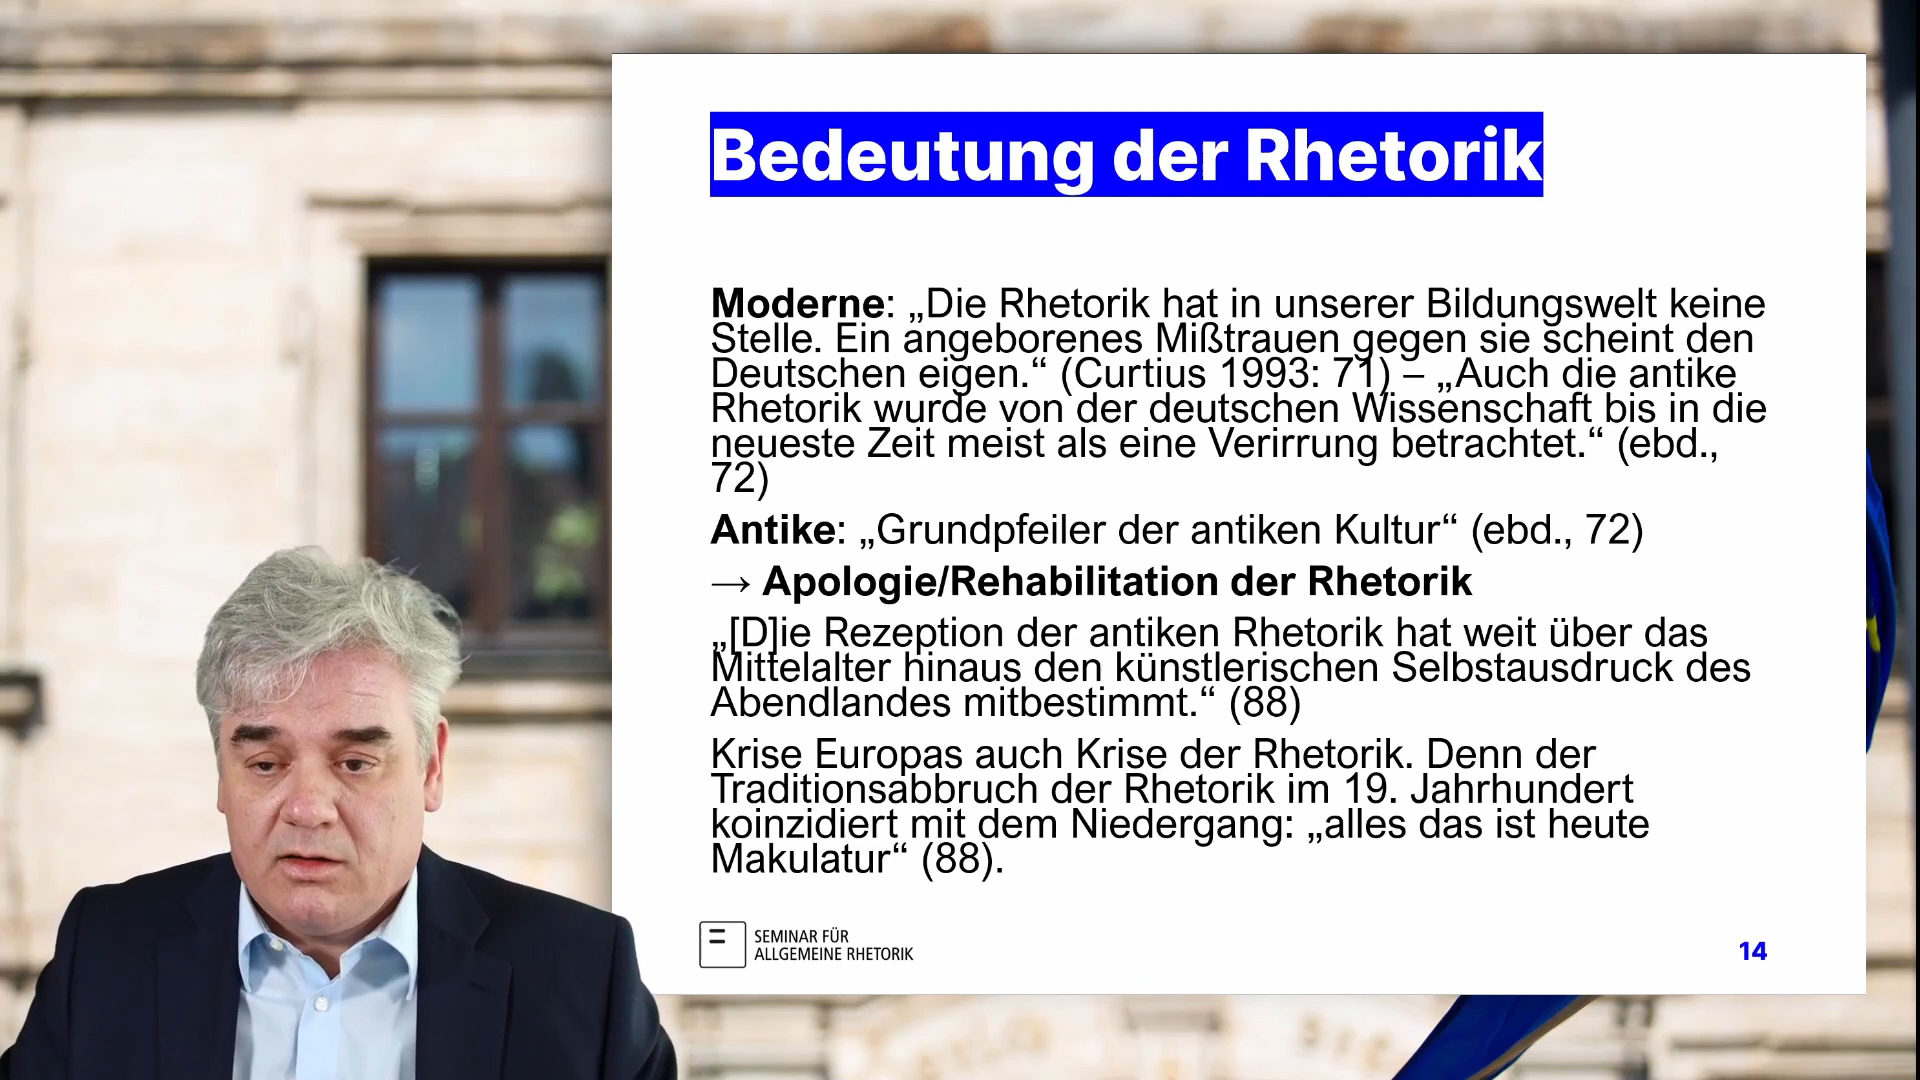 Bedeutung der Rhetorik
Moderne: „Die Rhetorik hat in unserer Bildungswelt keine
Stelle. Ein angeborenes Mißtrauen gegen sie scheint den
Deutschen eigen.“ (Curtius 1993: 71) – „Auch die antike
Rhetorik wurde von der deutschen Wissenschaft bis in die
neueste Zeit meist als eine Verirrung betrachtet.“ (ebd.,
72)
Antike: „Grundpfeiler der antiken Kultur“ (ebd., 72)
→ Apologie/Rehabilitation der Rhetorik
„[D]ie Rezeption der antiken Rhetorik hat weit über das
Mittelalter hinaus den künstlerischen Selbstausdruck des
Abendlandes mitbestimmt.“ (88)
Krise Europas auch Krise der Rhetorik. Denn der
Traditionsabbruch der Rhetorik im 19. Jahrhundert
koinzidiert mit dem Niedergang: „alles das ist heute
Makulatur“ (88).
SEMINAR FÜR
ALLGEMEINE RHETORIK
14